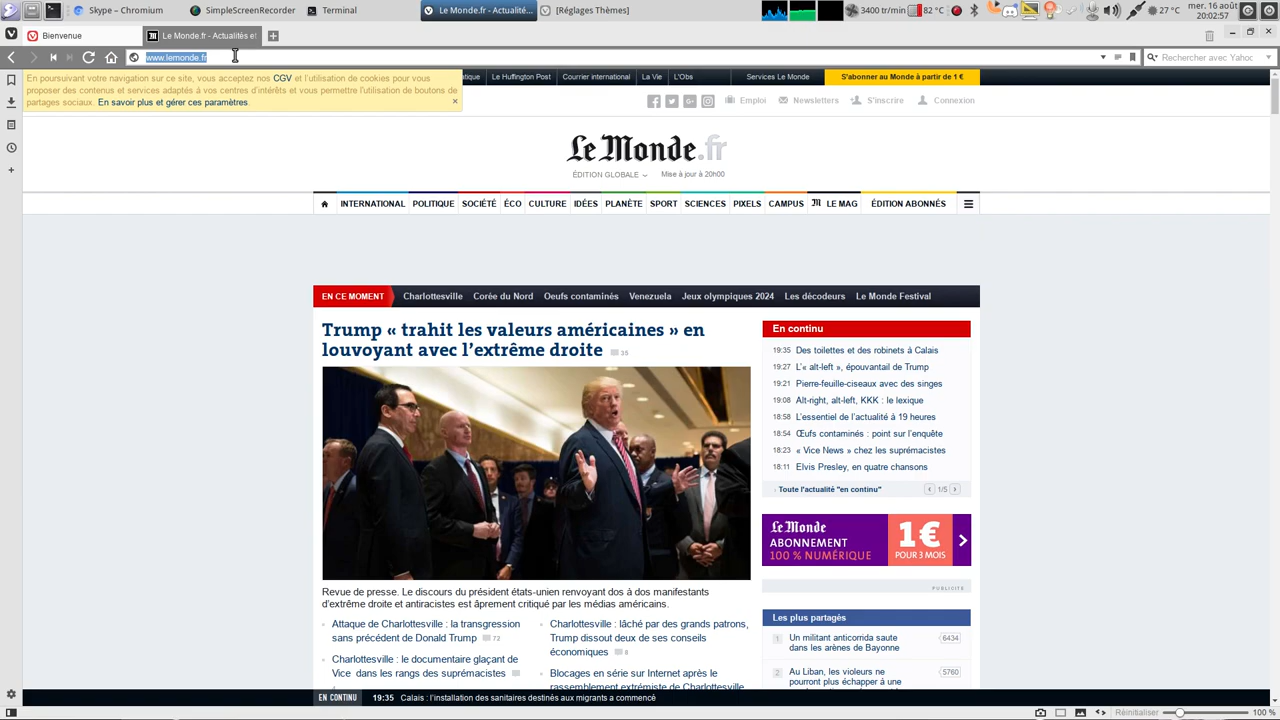 Skype – Chromium
SimpleScreenRecorder
Terminal
Le Monde.fr - Actualité...
[Réglages Thèmes]
3400 tr/min
82 °C
27 °C
mer. 16 août
20:02:57
Bienvenue
Le Monde.fr - Actualités et
www.lemonde.fr
Rechercher avec Yahoo
En poursuivant votre navigation sur ce site, vous acceptez nos CGV et l'utilisation de cookies pour vous
proposer des contenus et services adaptés à vos centres d'intérêts et vous permettre l'utilisation de boutons de
partages sociaux. En savoir plus et gérer ces paramètres.
×
Le Huffington Post
Courrier international
La Vie
L'Obs
Services Le Monde
S'abonner au Monde à partir de 1 €
Emploi
Newsletters
S'inscrire
Connexion
Le Monde.fr
ÉDITION GLOBALE
Mise à jour à 20h00
INTERNATIONAL
POLITIQUE
SOCIÉTÉ
ÉCO
CULTURE
IDÉES
PLANÈTE
SPORT
SCIENCES
PIXELS
CAMPUS
M LE MAG
ÉDITION ABONNÉS
EN CE MOMENT
Charlottesville
Corée du Nord
Oeufs contaminés
Venezuela
Jeux olympiques 2024
Les décodeurs
Le Monde Festival
Trump « trahit les valeurs américaines » en
louvoyant avec l'extrême droite 35
Revue de presse. Le discours du président états-unien renvoyant dos à dos manifestants
d'extrême droite et antiracistes est âprement critiqué par les médias américains.
Attaque de Charlottesville : la transgression
sans précédent de Donald Trump 72
Charlottesville : le documentaire glaçant de
Vice dans les rangs des suprémacistes
Charlottesville : lâché par des grands patrons,
Trump dissout deux de ses conseils
économiques 8
Blocages en série sur Internet après le
rassemblement extrémiste de Charlottesville
En continu
19:35 Des toilettes et des robinets à Calais
19:27 L'« alt-left », épouvantail de Trump
19:21 Pierre-feuille-ciseaux avec des singes
19:08 Alt-right, alt-left, KKK : le lexique
18:58 L'essentiel de l'actualité à 19 heures
18:54 Œufs contaminés : point sur l'enquête
18:23 « Vice News » chez les suprémacistes
18:11 Elvis Presley, en quatre chansons
Toute l'actualité "en continu"
1/5
Le Monde
ABONNEMENT
100 % NUMÉRIQUE
1€
POUR 3 MOIS
PUBLICITÉ
Les plus partagés
1 Un militant anticorrida saute
dans les arènes de Bayonne
6434
2 Au Liban, les violeurs ne
pourront plus échapper à une
5760
EN CONTINU 19:35 Calais : l'installation des sanitaires destinés aux migrants a commencé
Réinitialiser
100 %